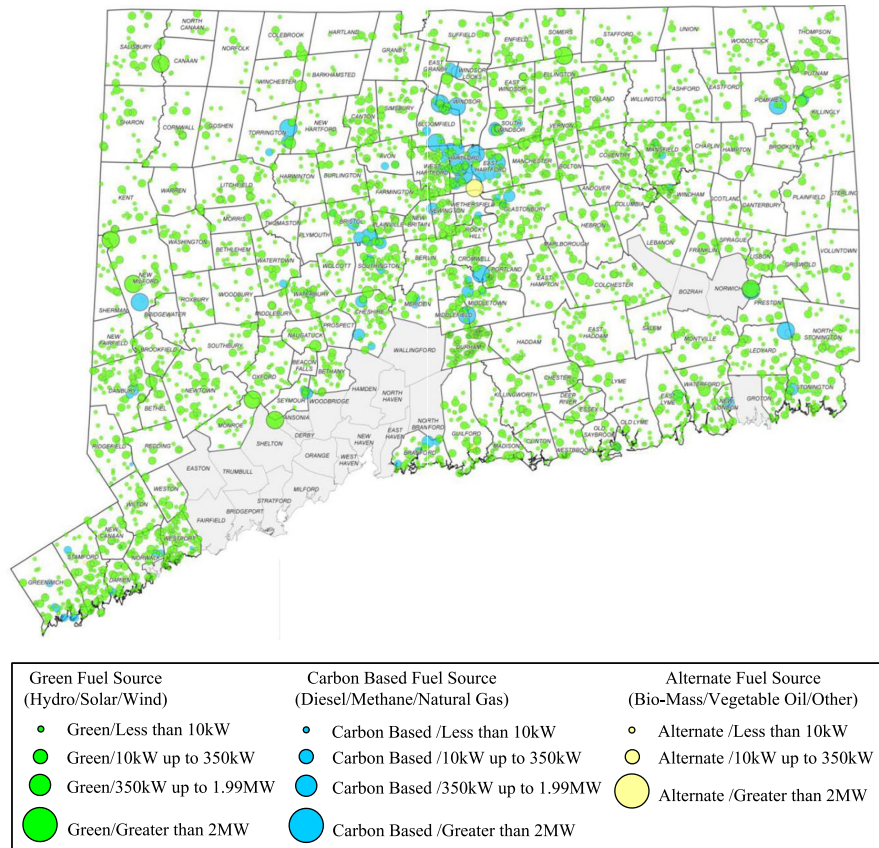 NORTH
CANAAN
COLEBROOK
HARTLAND
SUFFIELD
ENFIELD
SOMERS
STAFFORD
UNION
WOODSTOCK
THOMPSON
SALISBURY
CANAAN
NORFOLK
GRANBY
EAST
GRANBY
WINDSOR
LOCKS
WINCHESTER
BARKHAMSTED
EAST
WINDSOR
ELLINGTON
PUTNAM
EASTFORD
ASHFORD
WILLINGTON
TOLLAND
POMFRET
KILLINGLY
SHARON
CORNWALL
GOSHEN
TORRINGTON
NEW
HARTFORD
CANTON
SIMSBURY
BLOOMFIELD
WINDSOR
SOUTH
WINDSOR
VERNON
MANSFIELD
CHAPLIN
HAMPTON
BROOKLYN
COVENTRY
AVON
WEST
HARTFORD
HARTFORD
EAST
HARTFORD
MANCHESTER
BOLTON
ANDOVER
KENT
WARREN
LITCHFIELD
HARWINTON
BURLINGTON
FARMINGTON
WETHERSFIELD
NEWINGTON
GLASTONBURY
COLUMBIA
WINDHAM
SCOTLAND
CANTERBURY
PLAINFIELD
STERLING
MORRIS
THOMASTON
BRISTOL
PLYMOUTH
PLAINVILLE
NEW
BRITAIN
ROCKY
HILL
HEBRON
LEBANON
FRANKLIN
SPRAGUE
LISBON
VOLUNTOWN
GRISWOLD
WASHINGTON
BETHLEHEM
WATERTOWN
WOLCOTT
SOUTHINGTON
BERLIN
CROMWELL
PORTLAND
MARLBOROUGH
EAST
HAMPTON
COLCHESTER
BOZRAH
NORWICH
PRESTON
NEW
MILFORD
SHERMAN
BRIDGEWATER
ROXBURY
WOODBURY
MIDDLEBURY
WATERBURY
CHESHIRE
MERIDEN
MIDDLETOWN
MIDDLEFIELD
NEW
FAIRFIELD
BROOKFIELD
SOUTHBURY
NAUGATUCK
PROSPECT
WALLINGFORD
DURHAM
HADDAM
EAST
HADDAM
SALEM
MONTVILLE
LEDYARD
NORTH
STONINGTON
DANBURY
NEWTOWN
OXFORD
BEACON
FALLS
BETHANY
SEYMOUR
WOODBRIDGE
HAMDEN
NORTH
HAVEN
NORTH
BRANFORD
GUILFORD
KILLINGWORTH
CHESTER
DEEP
RIVER
ESSEX
LYME
EAST
LYME
WATERFORD
NEW
LONDON
GROTON
STONINGTON
BETHEL
MONROE
ANSONIA
SHELTON
DERBY
NEW
HAVEN
EAST
HAVEN
BRANFORD
MADISON
CLINTON
WESTBROOK
OLD
SAYBROOK
OLD LYME
RIDGEFIELD
REDDING
EASTON
TRUMBULL
ORANGE
WEST
HAVEN
MILFORD
STRATFORD
BRIDGEPORT
FAIRFIELD
WESTON
WILTON
WESTPORT
NEW
CANAAN
NORWALK
DARIEN
STAMFORD
GREENWICH
Green Fuel Source
(Hydro/Solar/Wind)
Green/Less than 10kW
Green/10kW up to 350kW
Green/350kW up to 1.99MW
Green/Greater than 2MW
Carbon Based Fuel Source
(Diesel/Methane/Natural Gas)
Carbon Based /Less than 10kW
Carbon Based /10kW up to 350kW
Carbon Based /350kW up to 1.99MW
Carbon Based /Greater than 2MW
Alternate Fuel Source
(Bio-Mass/Vegetable Oil/Other)
Alternate /Less than 10kW
Alternate /10kW up to 350kW
Alternate /Greater than 2MW